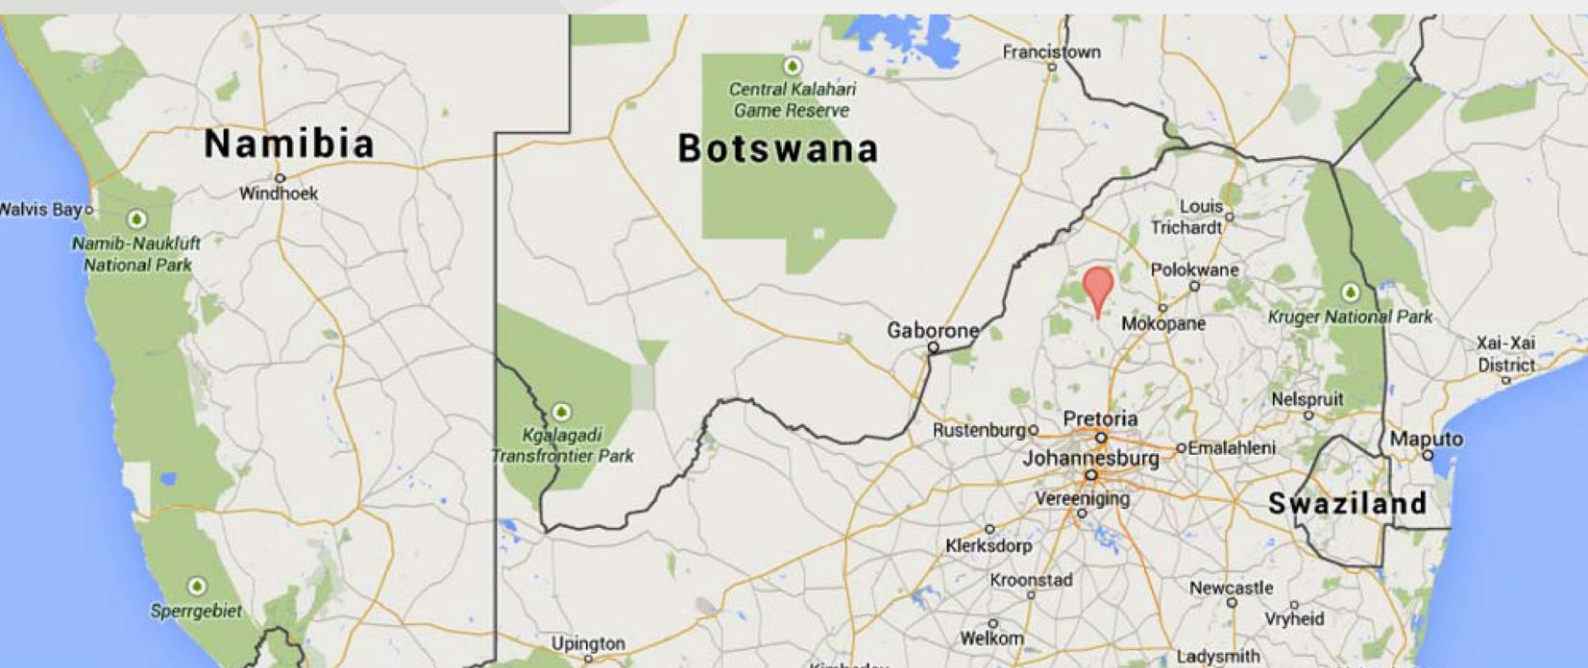 Francistown
Central Kalahari
Game Reserve
Namibia
Botswana
Windhoek
Walvis Bay
Louis
Trichardt
Namib-Naukluft
National Park
Polokwane
Mokopane
Kruger National Park
Gaborone
Xai-Xai
District
Nelspruit
Kgalagadi
Transfrontier Park
Rustenburg
Pretoria
Emalahleni
Maputo
Johannesburg
Vereeniging
Swaziland
Klerksdorp
Kroonstad
Newcastle
Vryheid
Sperrgebiet
Welkom
Upington
Ladysmith